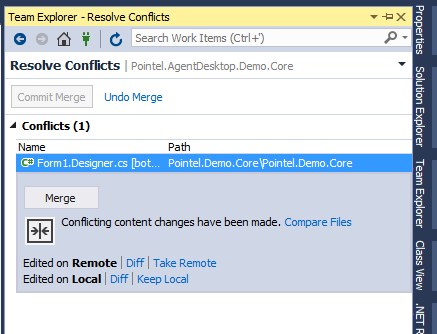 Team Explorer - Resolve Conflicts
Search Work Items (Ctrl+')
Resolve Conflicts | Pointel.AgentDesktop.Demo.Core
Commit Merge Undo Merge
Conflicts (1)
Name Path
C# Form1.Designer.cs [bot... Pointel.Demo.Core\Pointel.Demo.Core
Merge
Conflicting content changes have been made. Compare Files
Edited on Remote | Diff | Take Remote
Edited on Local | Diff | Keep Local
Properties
Solution Explorer
Team Explorer
Class View
.NET R